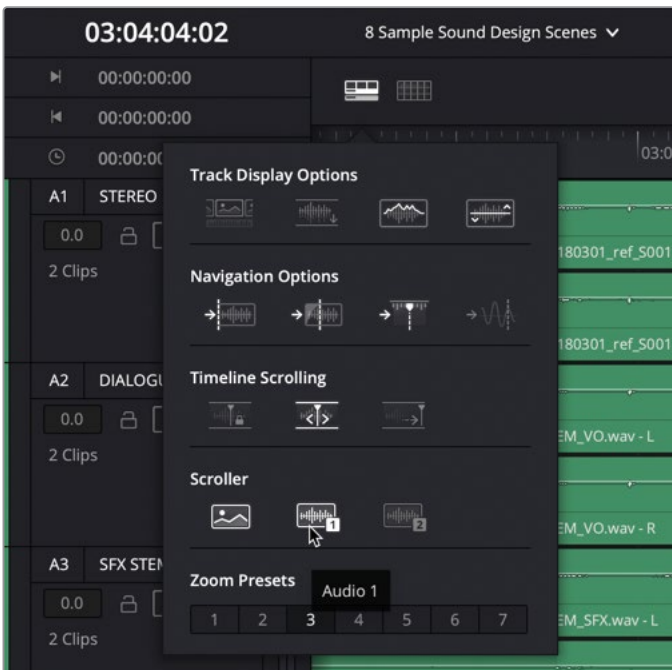 03:04:04:02
8 Sample Sound Design Scenes
00:00:00:00
00:00:00:00
00:00:00
03:0
Track Display Options
A1 STEREO
0.0
2 Clips
180301_ref_S001
Navigation Options
180301_ref_S001
Timeline Scrolling
A2 DIALOGU
0.0
2 Clips
EM_VO.wav - L
Scroller
1
2
EM_VO.wav - R
A3 SFX STEM
Zoom Presets
Audio 1
0.0
1 2 3 4 5 6 7
EM_SFX.wav - L
2 Clips